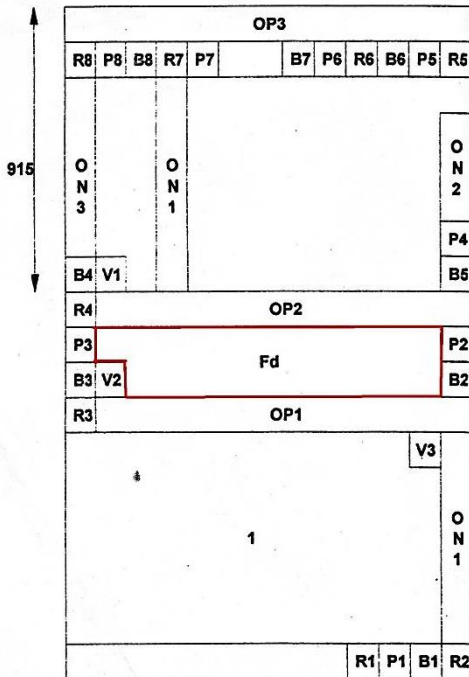 OP3
R8 P8 B8 R7 P7 B7 P6 R6 B6 P5 R5
915
O
N
3
O
N
1
O
N
2
P4
B4 V1 B5
R4 OP2
P3 Fd P2
B3 V2 B2
R3 OP1
V3
1
O
N
1
R1 P1 B1 R2